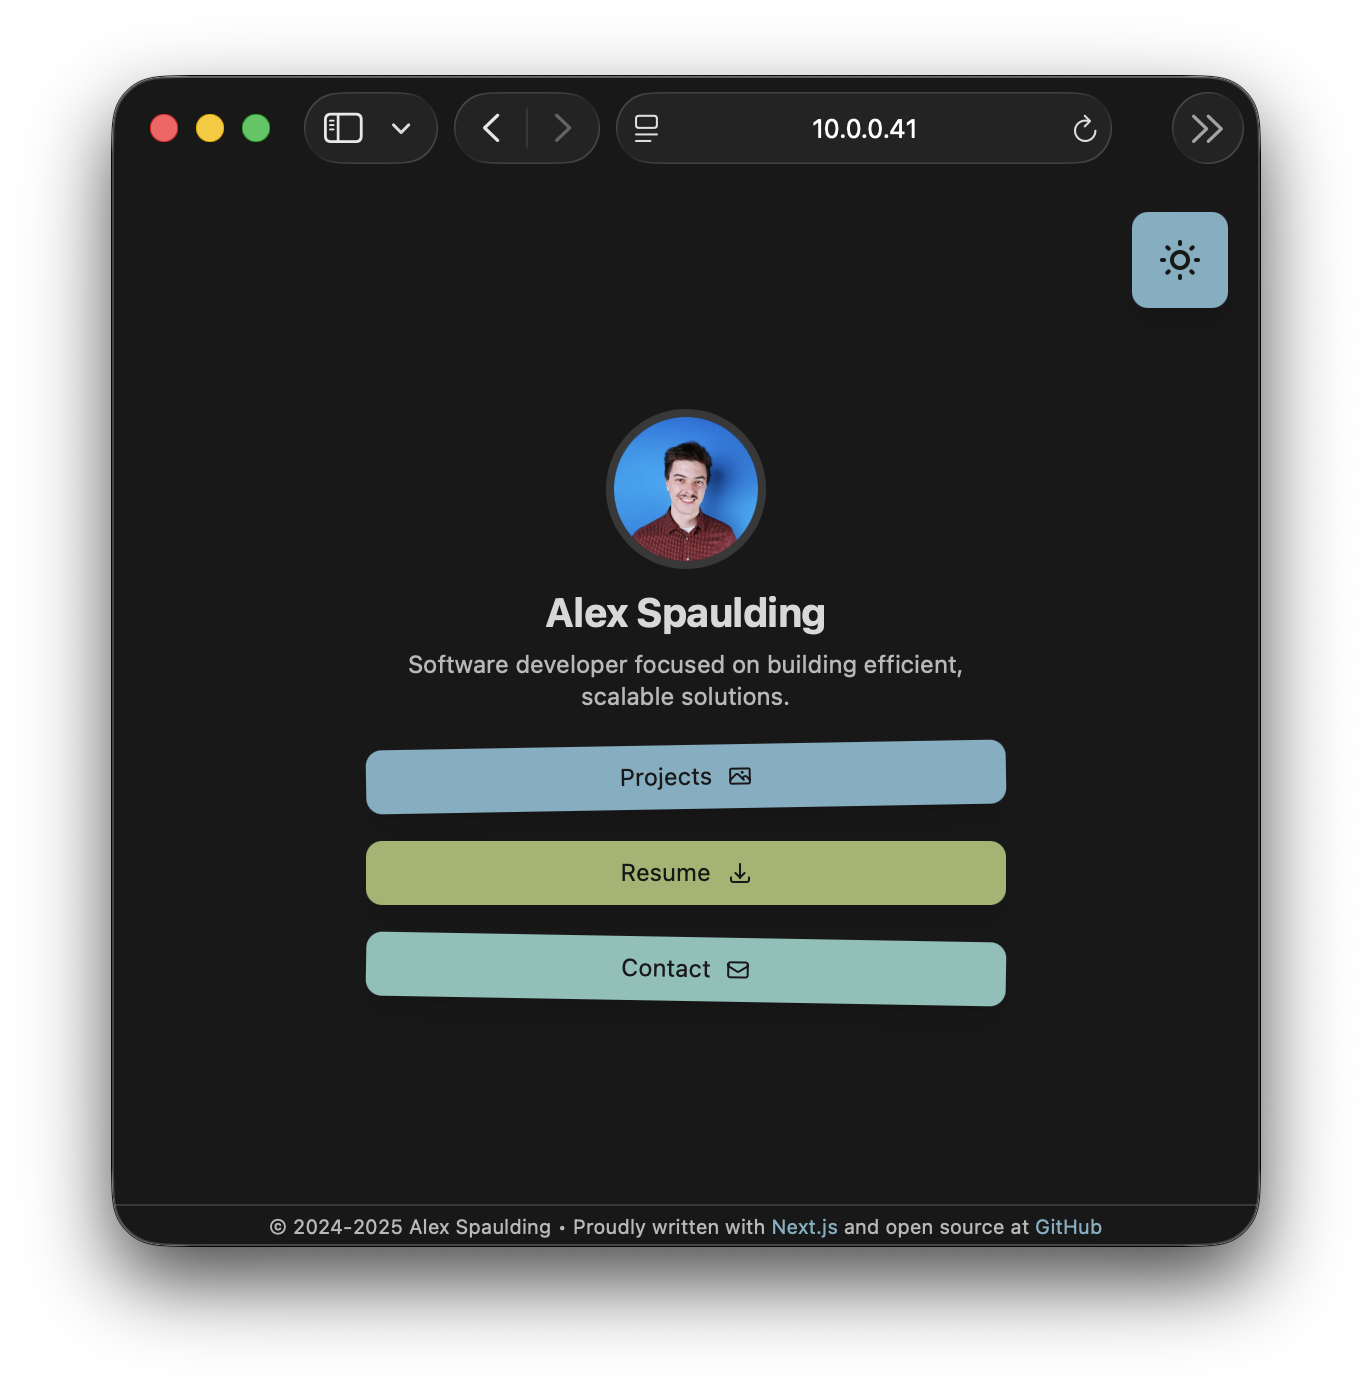 10.0.0.41
Alex Spaulding
Software developer focused on building efficient,
scalable solutions.
Projects
Resume
Contact
© 2024-2025 Alex Spaulding • Proudly written with Next.js and open source at GitHub